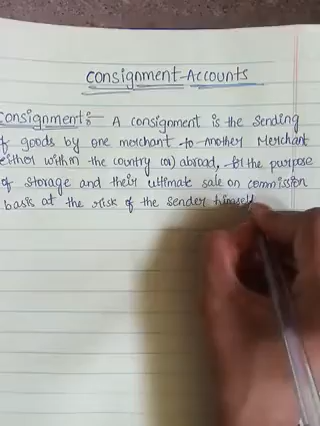 Consignment Accounts
Consignment :- A consignment is the sending
of goods by one merchant to another Merchant
either within the country (or) abroad, for the purpose
of storage and their ultimate sale on commission
basis at the risk of the sender himself